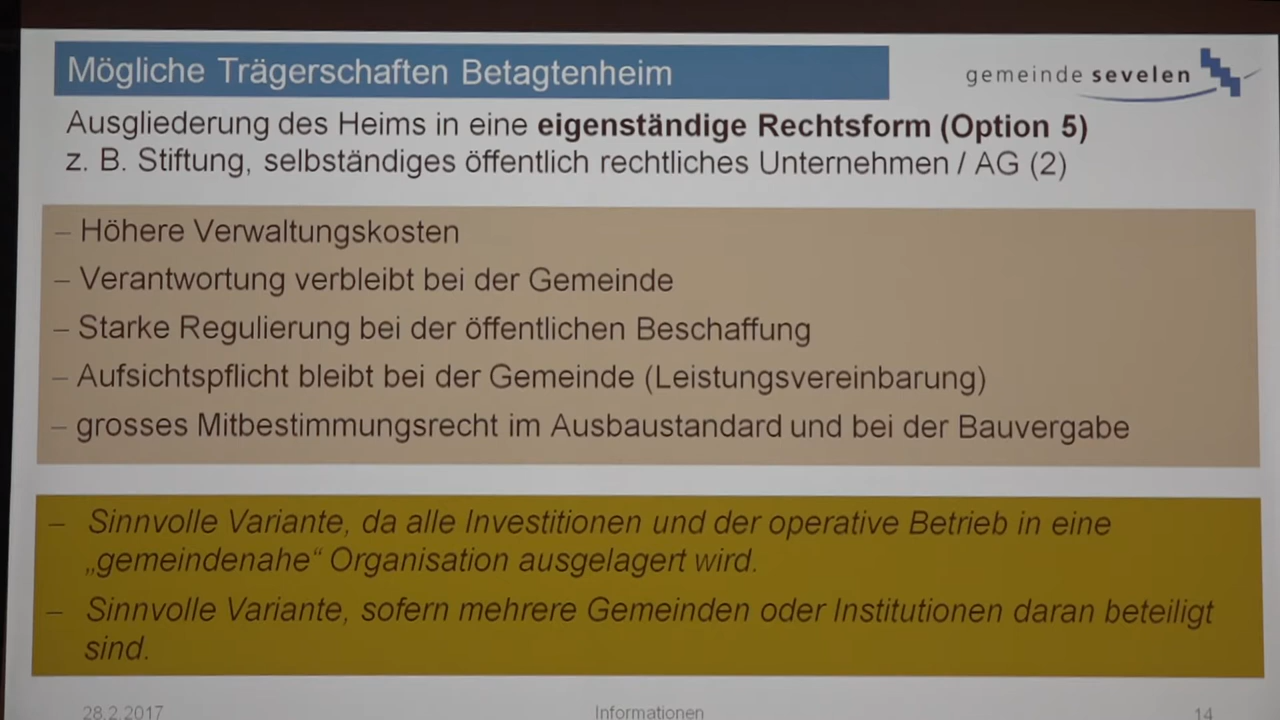 Mögliche Trägerschaften Betagtenheim
gemeinde sevelen
Ausgliederung des Heims in eine eigenständige Rechtsform (Option 5)
z. B. Stiftung, selbständiges öffentlich rechtliches Unternehmen / AG (2)
– Höhere Verwaltungskosten
– Verantwortung verbleibt bei der Gemeinde
– Starke Regulierung bei der öffentlichen Beschaffung
– Aufsichtspflicht bleibt bei der Gemeinde (Leistungsvereinbarung)
– grosses Mitbestimmungsrecht im Ausbaustandard und bei der Bauvergabe
– Sinnvolle Variante, da alle Investitionen und der operative Betrieb in eine
„gemeindenahe“ Organisation ausgelagert wird.
– Sinnvolle Variante, sofern mehrere Gemeinden oder Institutionen daran beteiligt
sind.
28.2.2017 Informationen 14